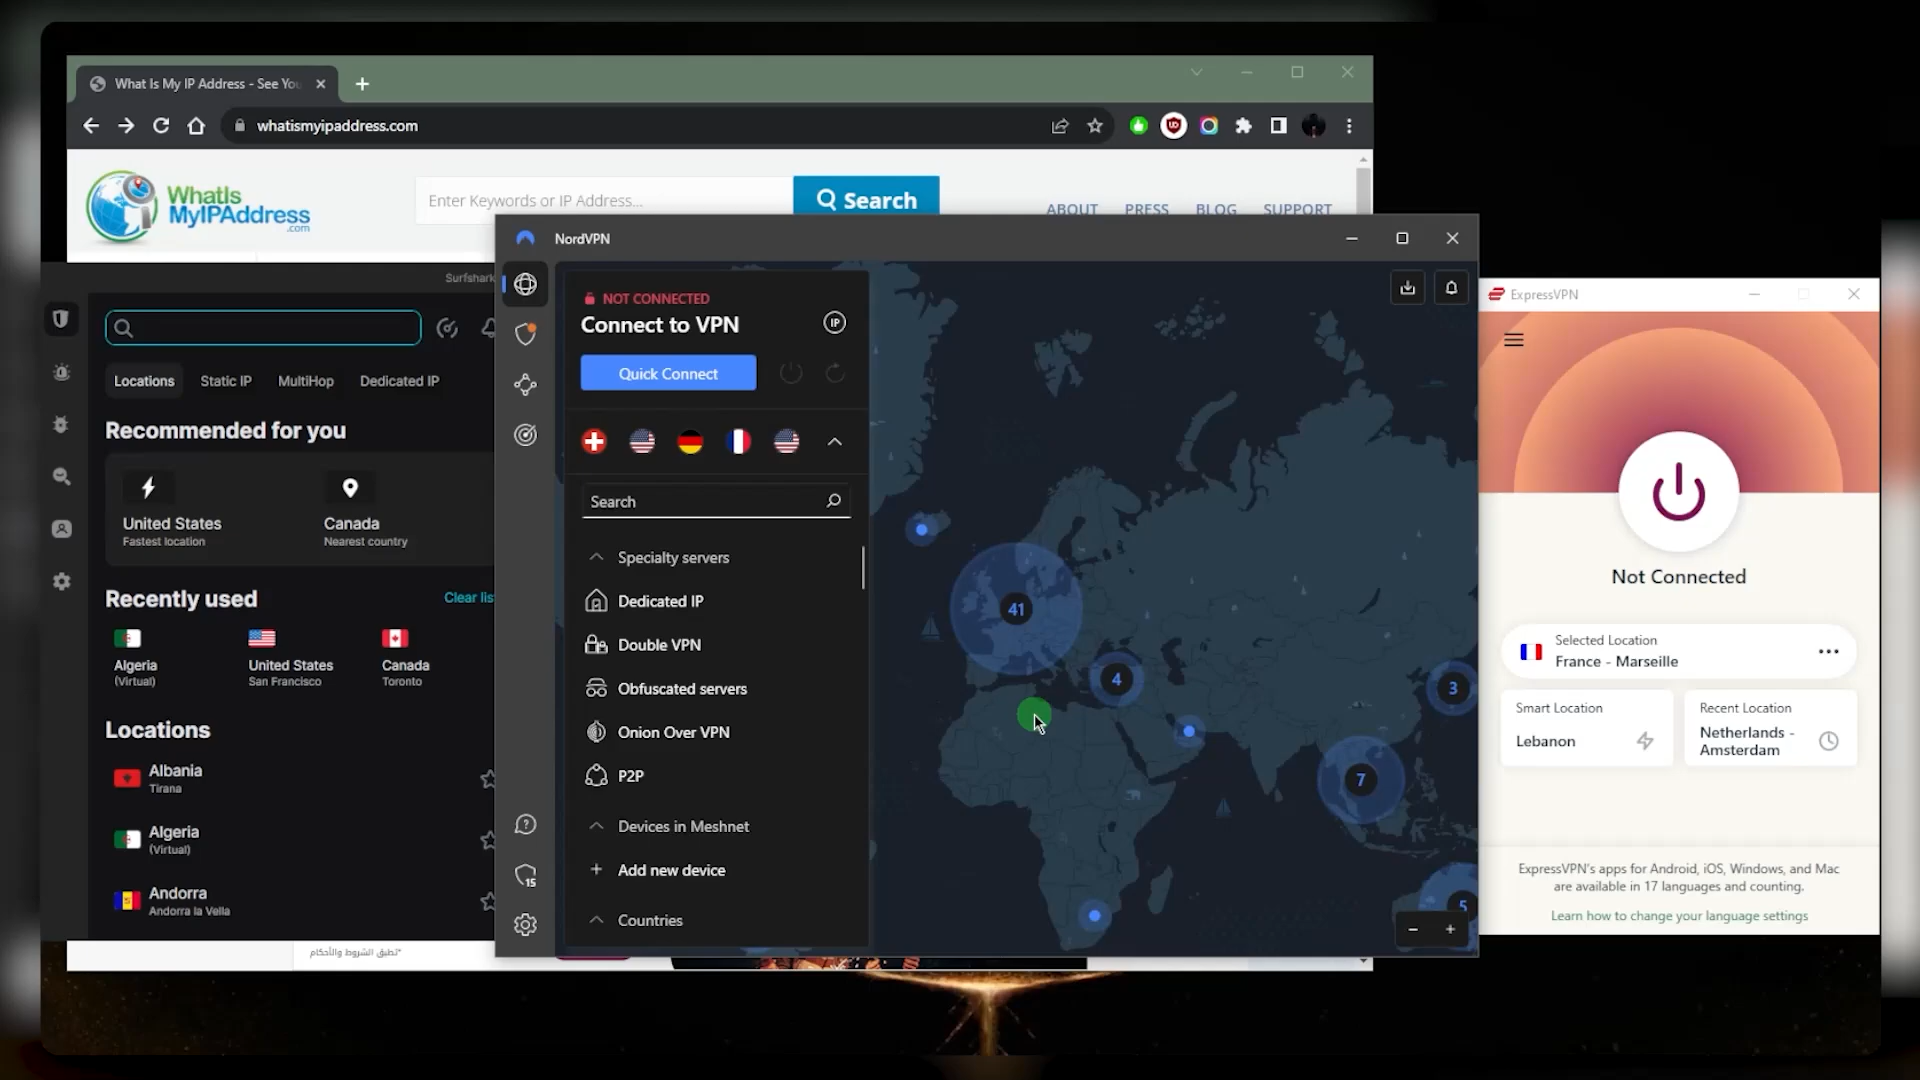 What Is My IP Address - See You
whatismyipaddress.com
WhatIs
MyIPAddress
.com
Enter Keywords or IP Address...
Search
ABOUT
PRESS
BLOG
SUPPORT
Surfshark
Locations
Static IP
MultiHop
Dedicated IP
Recommended for you
United States
Fastest location
Canada
Nearest country
Recently used
Clear lis
Algeria
(Virtual)
United States
San Francisco
Canada
Toronto
Locations
Albania
Tirana
Algeria
(Virtual)
Andorra
Andorra la Vella
*تطبق الشروط والأحكام
NordVPN
NOT CONNECTED
Connect to VPN
IP
Quick Connect
Search
Specialty servers
Dedicated IP
Double VPN
Obfuscated servers
Onion Over VPN
P2P
Devices in Meshnet
Add new device
Countries
15
41
4
3
7
5
ExpressVPN
Not Connected
Selected Location
France - Marseille
Smart Location
Lebanon
Recent Location
Netherlands -
Amsterdam
ExpressVPN's apps for Android, iOS, Windows, and Mac
are available in 17 languages and counting.
Learn how to change your language settings